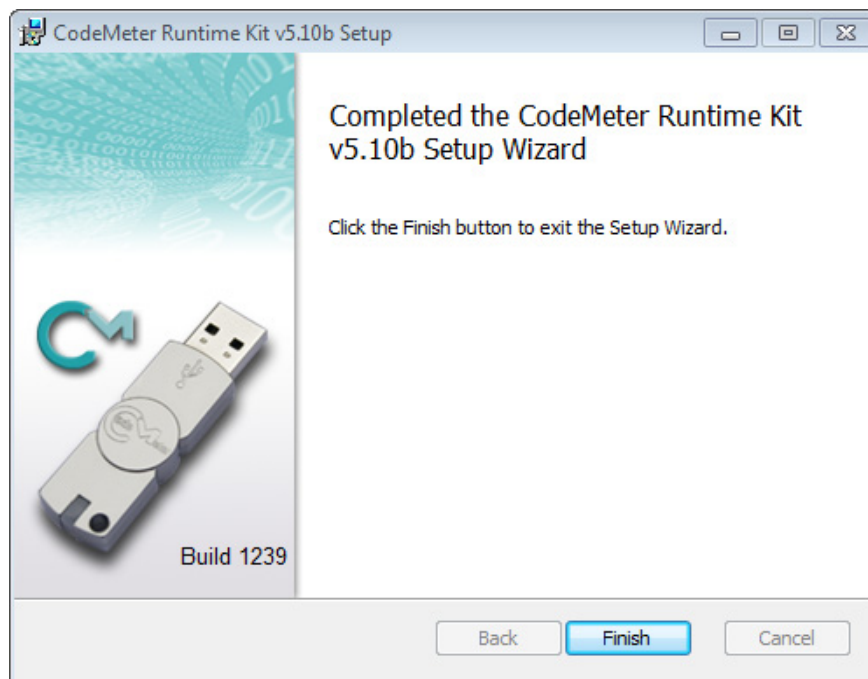 CodeMeter Runtime Kit v5.10b Setup
Completed the CodeMeter Runtime Kit
v5.10b Setup Wizard
Click the Finish button to exit the Setup Wizard.
CM
Build 1239
Back
Finish
Cancel